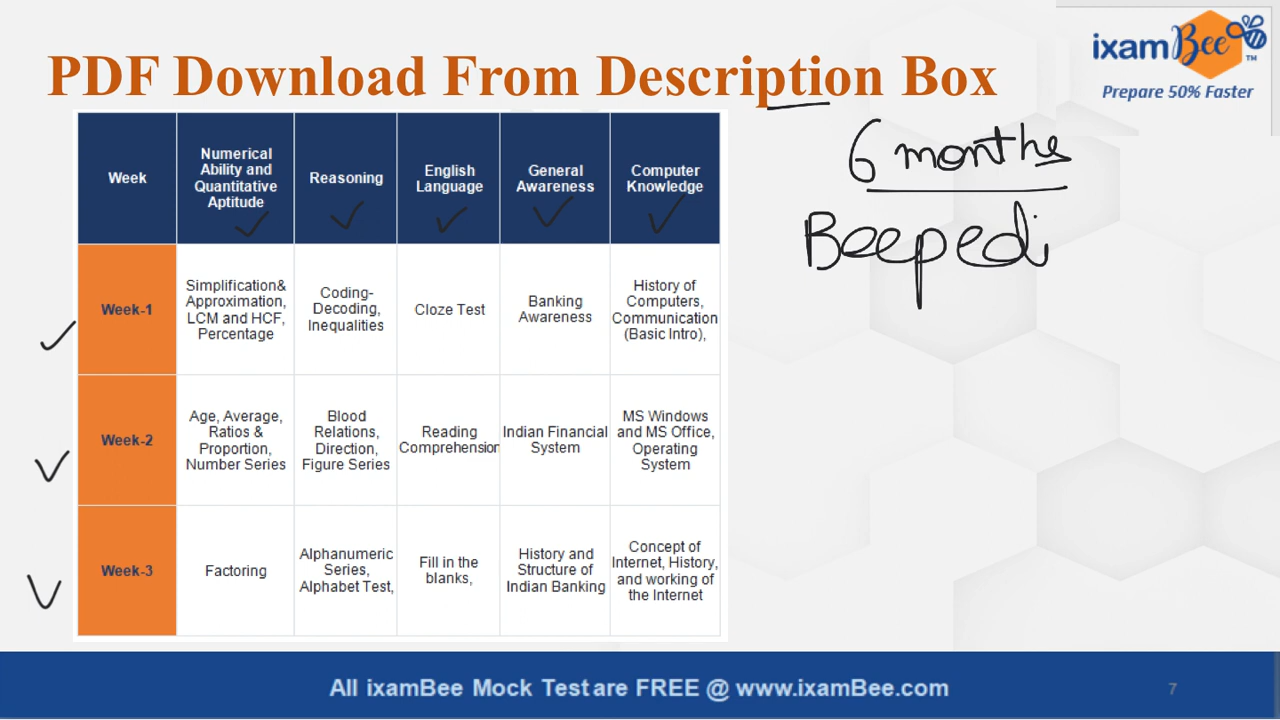 ixamBee TM
Prepare 50% Faster
PDF Download From Description Box
6 months
Beepedi
Week
Numerical
Ability and
Quantitative
Aptitude
Reasoning
English
Language
General
Awareness
Computer
Knowledge
Week-1
Simplification&
Approximation,
LCM and HCF,
Percentage
Coding-
Decoding,
Inequalities
Cloze Test
Banking
Awareness
History of
Computers,
Communication
(Basic Intro),
Week-2
Age, Average,
Ratios &
Proportion,
Number Series
Blood
Relations,
Direction,
Figure Series
Reading
Comprehension
Indian Financial
System
MS Windows
and MS Office,
Operating
System
Week-3
Factoring
Alphanumeric
Series,
Alphabet Test,
Fill in the
blanks,
History and
Structure of
Indian Banking
Concept of
Internet, History,
and working of
the Internet
All ixamBee Mock Test are FREE @ www.ixamBee.com
7